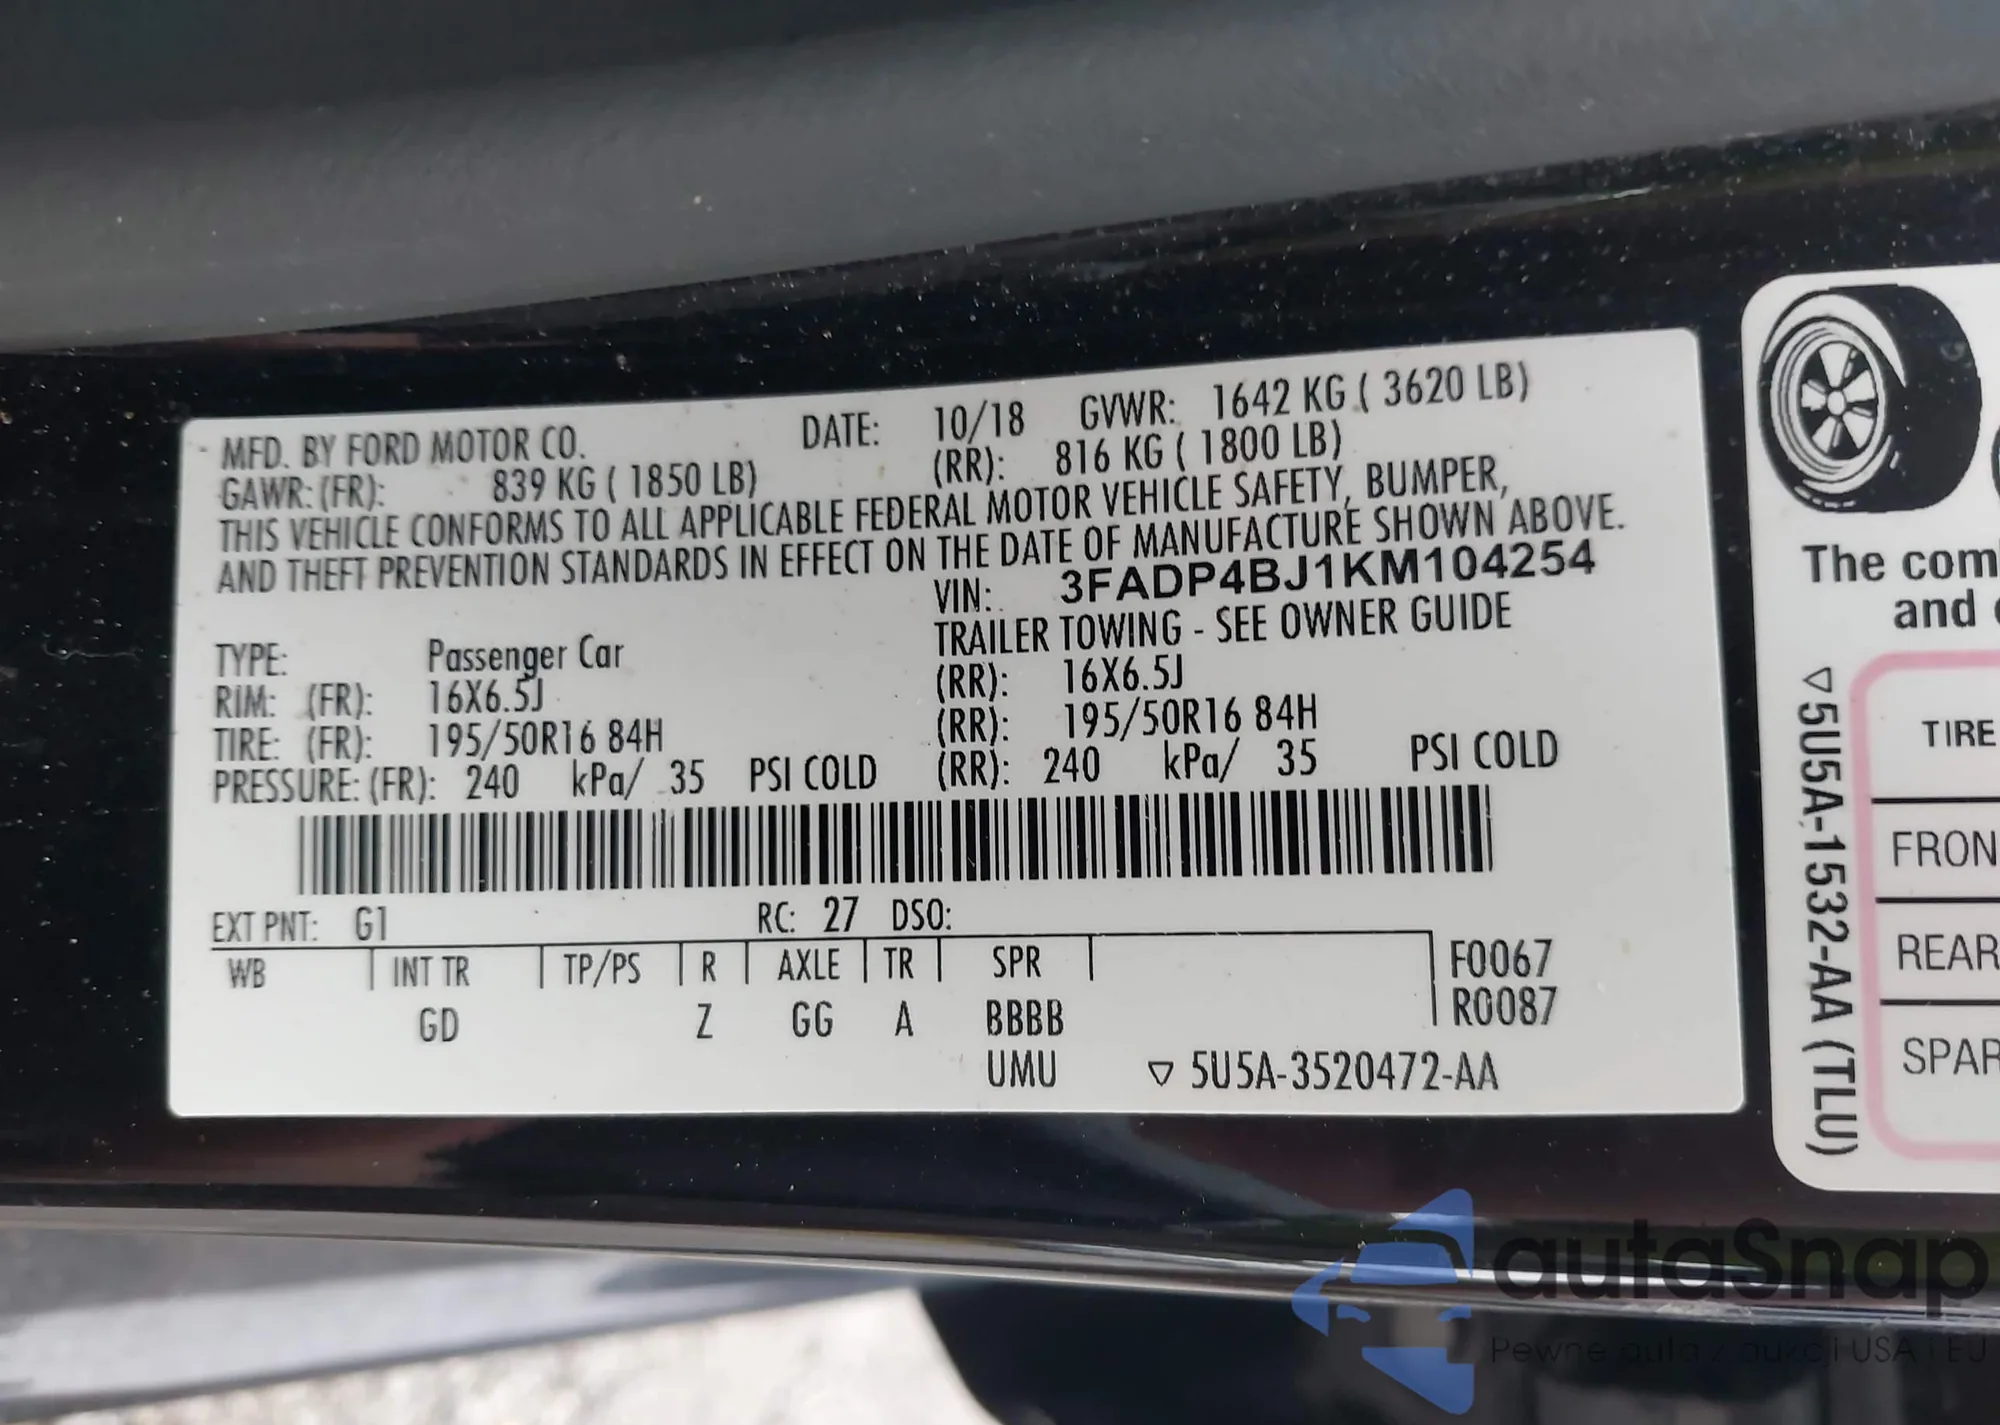 MFD. BY FORD MOTOR CO. DATE: 10/18 GVWR: 1642 KG ( 3620 LB)
GAWR: (FR): 839 KG ( 1850 LB) (RR): 816 KG ( 1800 LB)
THIS VEHICLE CONFORMS TO ALL APPLICABLE FEDERAL MOTOR VEHICLE SAFETY, BUMPER,
AND THEFT PREVENTION STANDARDS IN EFFECT ON THE DATE OF MANUFACTURE SHOWN ABOVE.
VIN: 3FADP4BJ1KM104254
TYPE: Passenger Car TRAILER TOWING - SEE OWNER GUIDE
RIM: (FR): 16X6.5J (RR): 16X6.5J
TIRE: (FR): 195/50R16 84H (RR): 195/50R16 84H
PRESSURE: (FR): 240 kPa/ 35 PSI COLD (RR): 240 kPa/ 35 PSI COLD
EXT PNT: G1 RC: 27 DSO:
WB INT TR TP/PS R AXLE TR SPR F0067
GD Z GG A BBBB R0087
UMU ▽ 5U5A-3520472-AA
The com
and
▽5U5A-1532-AA (TLU)
TIRE
FRON
REAR
SPAR
autaSnap
Pewne auta z aukcji USA i EU